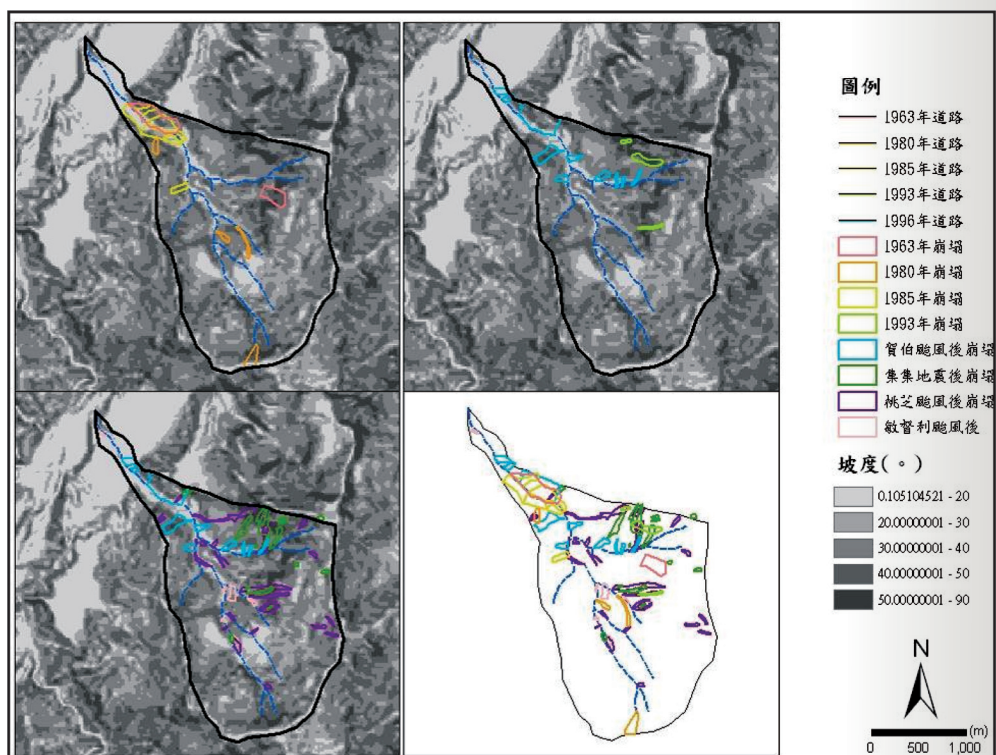 圖例
1963年道路
1980年道路
1985年道路
1993年道路
1996年道路
1963年崩塌
1980年崩塌
1985年崩塌
1993年崩塌
賀伯颱風後崩塌
集集地震後崩塌
桃芝颱風後崩塌
敏督利颱風後
坡度(。)
0.105104521 - 20
20.0000001 - 30
30.0000001 - 40
40.0000001 - 50
50.0000001 - 90
N
(m)
0 500 1,000